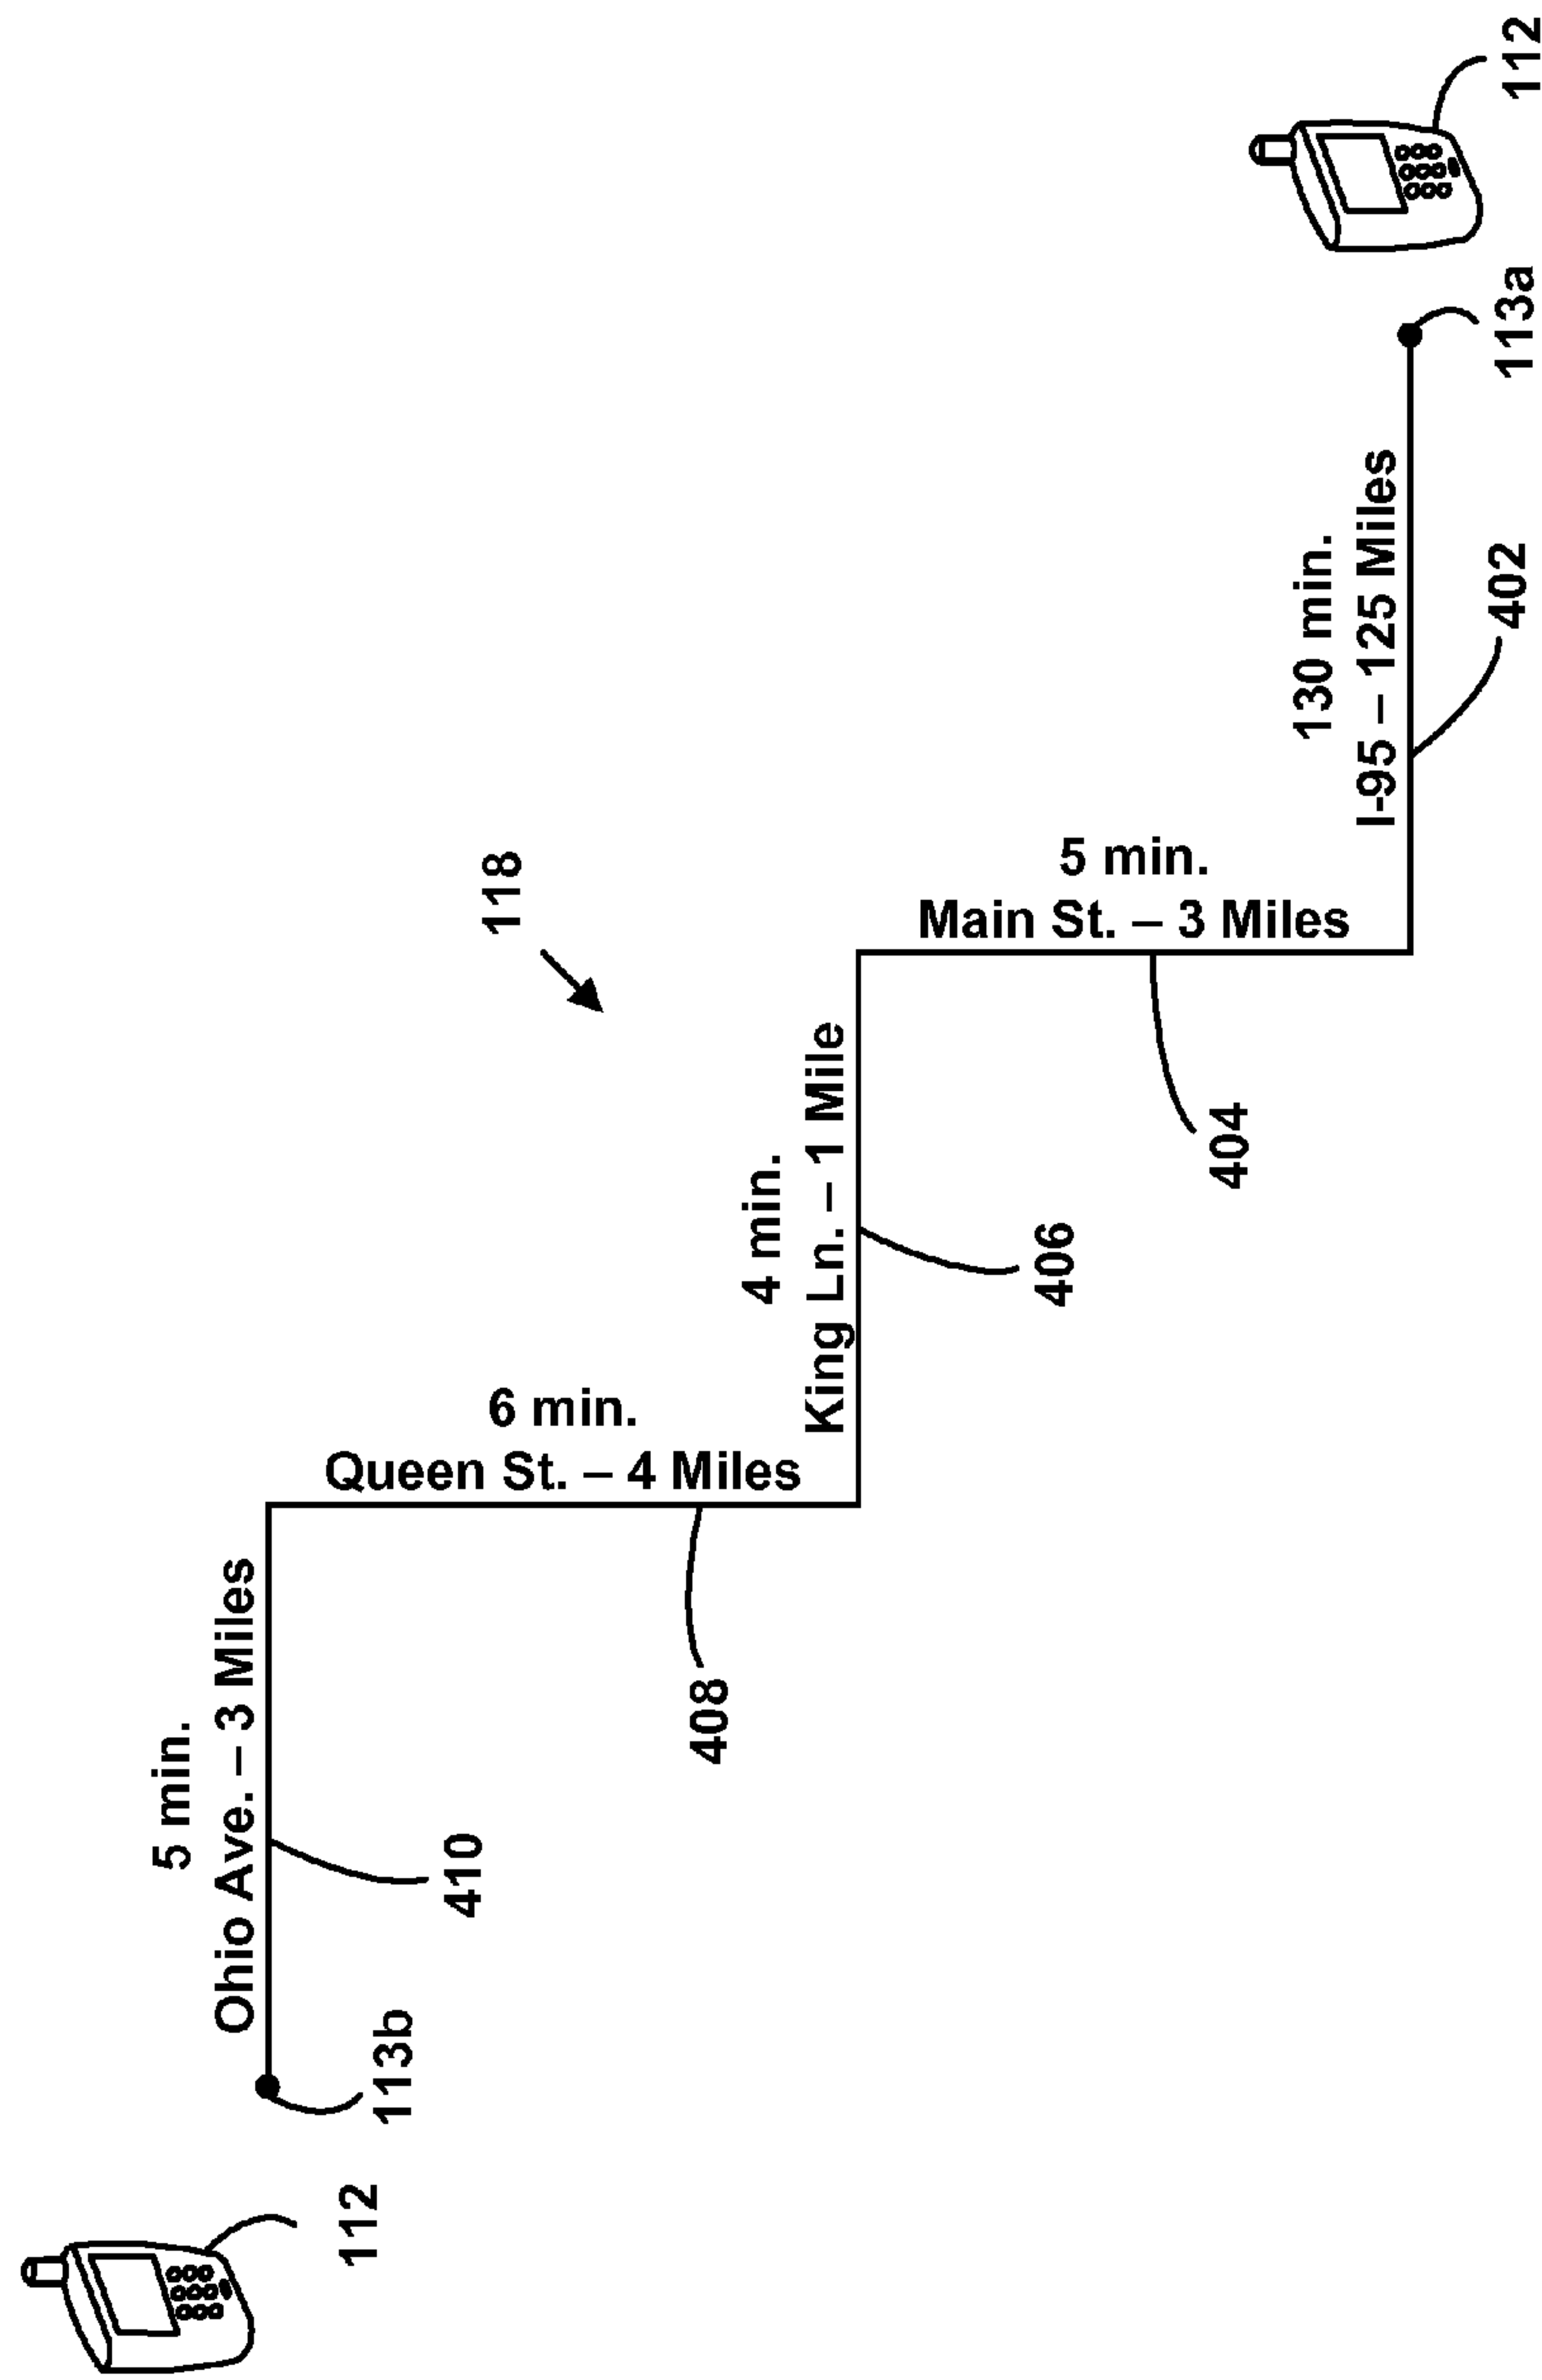 112
113a
130 min.
I-95 – 125 Miles
402
5 min.
Main St. – 3 Miles
118
404
4 min.
King Ln. – 1 Mile
406
6 min.
Queen St. – 4 Miles
408
5 min.
Ohio Ave. – 3 Miles
410
113b
112